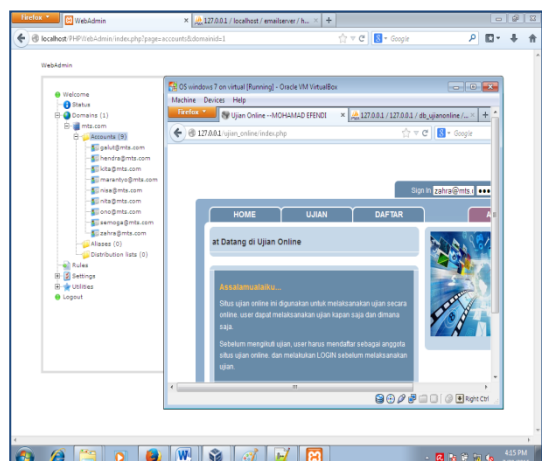 Firefox
WebAdmin
127.0.0.1 / localhost / emailserver / h...
localhost/PHPWebAdmin/index.php?page=accounts&domainid=1
Google
WebAdmin
Welcome
Status
Domains (1)
mts.com
Accounts (9)
galut@mts.com
hendra@mts.com
kita@mts.com
marantyo@mts.com
nisa@mts.com
nita@mts.com
ono@mts.com
semoga@mts.com
zahra@mts.com
Aliases (0)
Distribution lists (0)
Rules
Settings
Utilities
Logout
OS windows 7 on virtual [Running] - Oracle VM VirtualBox
Machine Devices Help
Firefox
Ujian Online ---MOHAMAD EFENDI
127.0.0.1 / 127.0.0.1 / db_ujianonline /...
127.0.0.1/ujian_online/index.php
Google
Sign In zahra@mts.c
HOME UJIAN DAFTAR A
at Datang di Ujian Online
Assalamualaiku...
Situs ujian online ini digunakan untuk melaksanakan ujian secara
online. user dapat melaksanakan ujian kapan saja dan dimana
saja.
Sebelum mengikuti ujian, user harus mendaftar sebagai anggota
situs ujian online. dan melakukan LOGIN sebelum melaksanakan
ujian.
Right Ctrl
4:15 PM